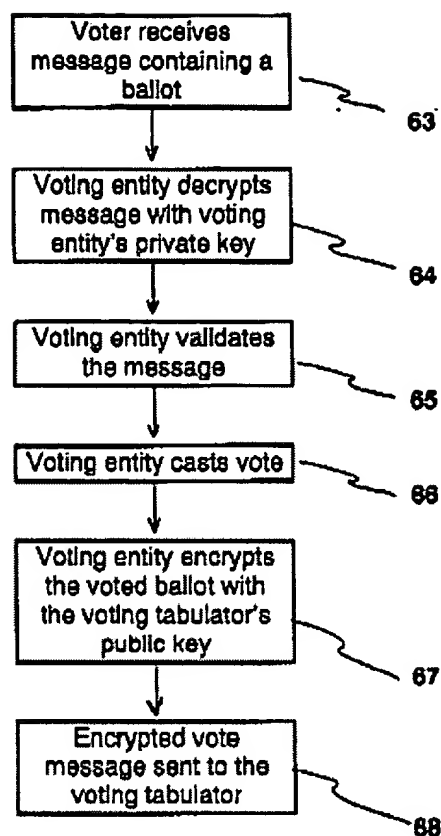 Voter receives
message containing a
ballot
63
Voting entity decrypts
message with voting
entity's private key
64
Voting entity validates
the message
65
Voting entity casts vote
66
Voting entity encrypts
the voted ballot with
the voting tabulator's
public key
67
Encrypted vote
message sent to the
voting tabulator
68